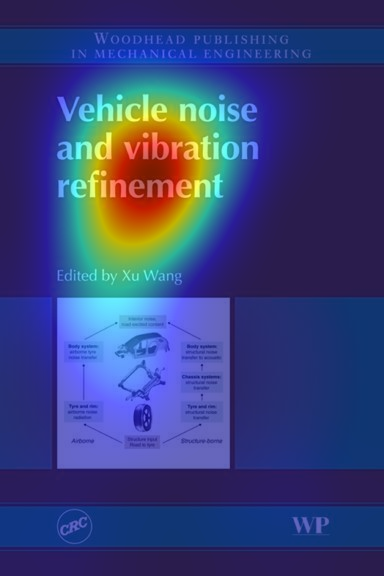 WOODHEAD PUBLISHING
IN MECHANICAL ENGINEERING
Vehicle noise
and vibration
refinement
Edited by Xu Wang
Interior noise,
Body system:
airborne tyre
noise transfer
Body system:
structural noise
transfer to acoustic
Chassis systems:
structural noise
transfer
Tyre and rim:
airborne noise
radiation
Tyre and rim:
structural noise
transfer
Airborne
Structure input
Road to tyre
Structure-borne
CRC
WP